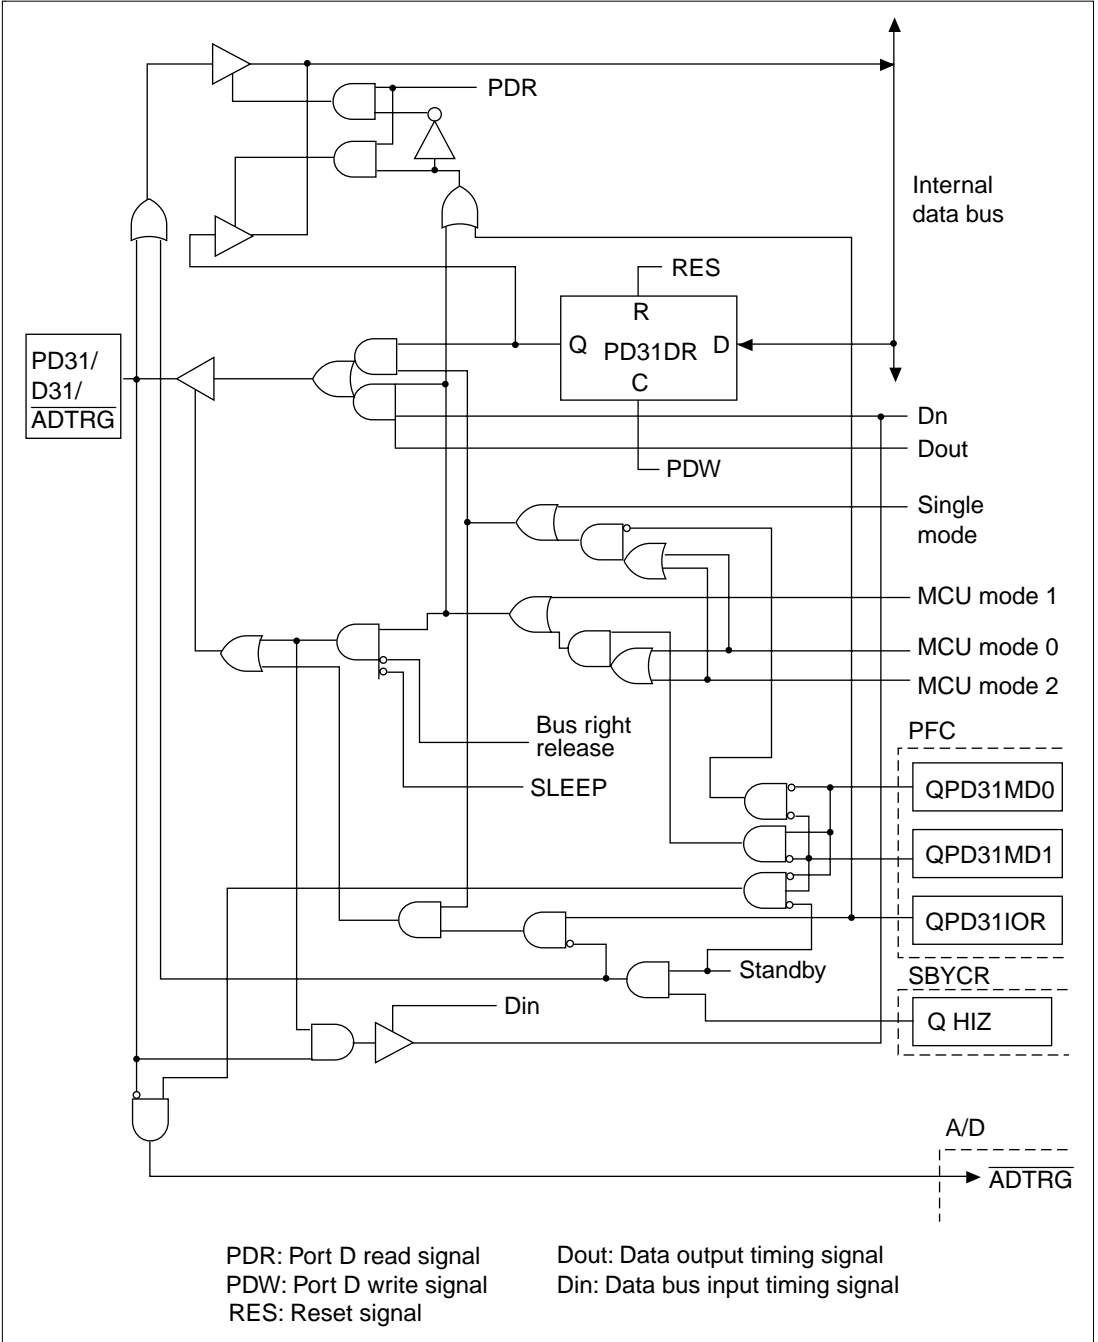 PDR
Internal
data bus
RES
R
Q PD31DR D
C
PD31/
D31/
ADTRG
Dn
Dout
PDW
Single
mode
MCU mode 1
MCU mode 0
MCU mode 2
Bus right
release
SLEEP
PFC
QPD31MD0
QPD31MD1
QPD31IOR
Standby
SBYCR
Q HIZ
Din
A/D
ADTRG
PDR: Port D read signal
PDW: Port D write signal
RES: Reset signal
Dout: Data output timing signal
Din: Data bus input timing signal